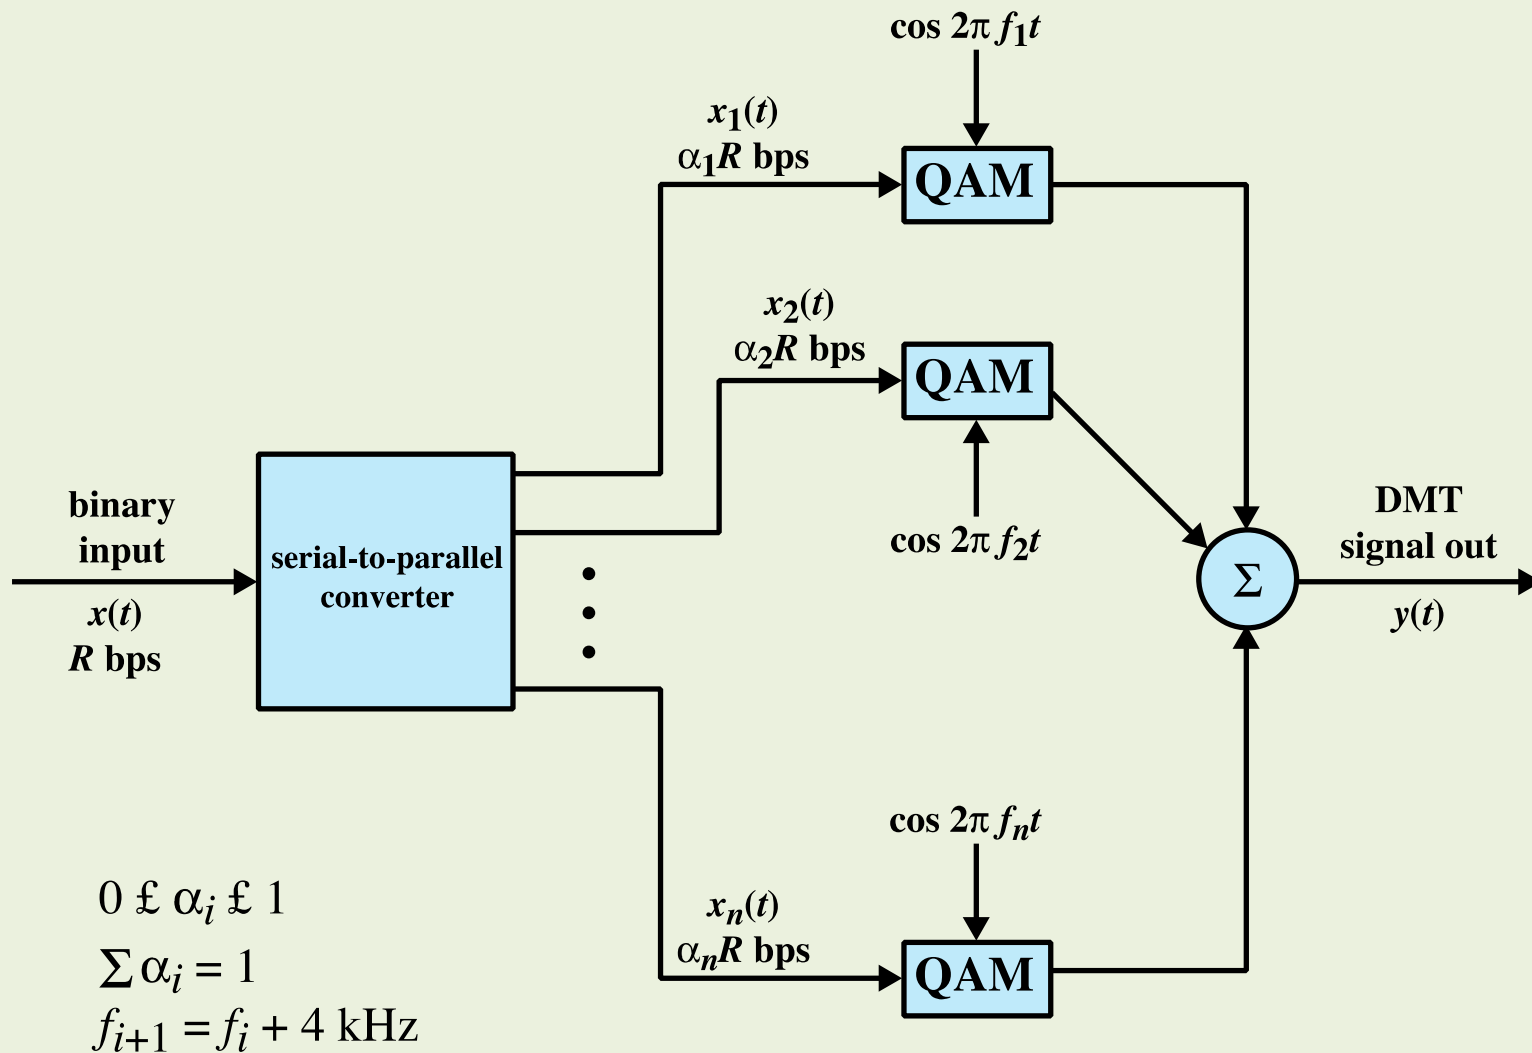 cos 2π f₁t
x₁(t)
α₁R bps
QAM
x₂(t)
α₂R bps
QAM
cos 2π f₂t
binary
input
x(t)
R bps
serial-to-parallel
converter
Σ
DMT
signal out
y(t)
cos 2π fₙt
xₙ(t)
αₙR bps
QAM
0 £ αᵢ £ 1
Σ αᵢ = 1
fᵢ₊₁ = fᵢ + 4 kHz